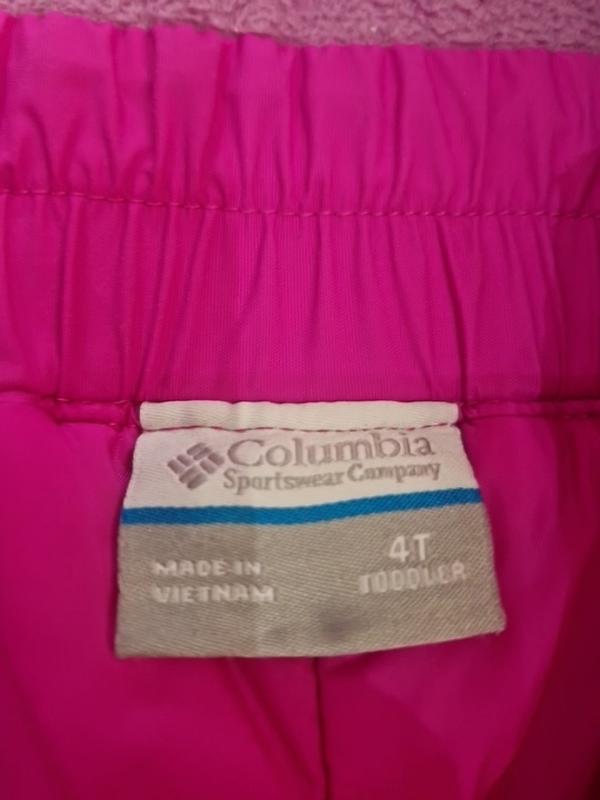 Columbia
Sportswear Company
4T
MADE IN
TODDLER
VIETNAM